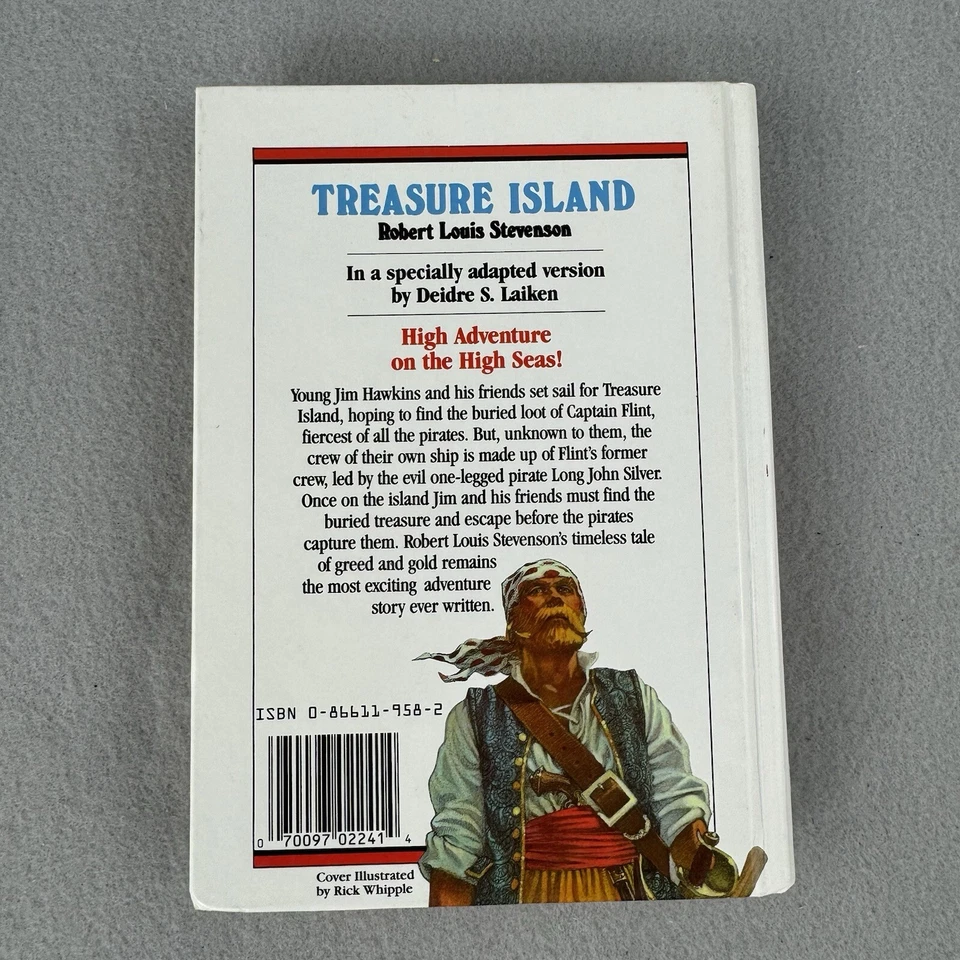 TREASURE ISLAND
Robert Louis Stevenson
In a specially adapted version
by Deidre S. Laiken
High Adventure
on the High Seas!
Young Jim Hawkins and his friends set sail for Treasure
Island, hoping to find the buried loot of Captain Flint,
fiercest of all the pirates. But, unknown to them, the
crew of their own ship is made up of Flint's former
crew, led by the evil one-legged pirate Long John Silver.
Once on the island Jim and his friends must find the
buried treasure and escape before the pirates
capture them. Robert Louis Stevenson's timeless tale
of greed and gold remains
the most exciting adventure
story ever written.
ISBN 0-86611-958-2
0 70097 02241 4
Cover Illustrated
by Rick Whipple